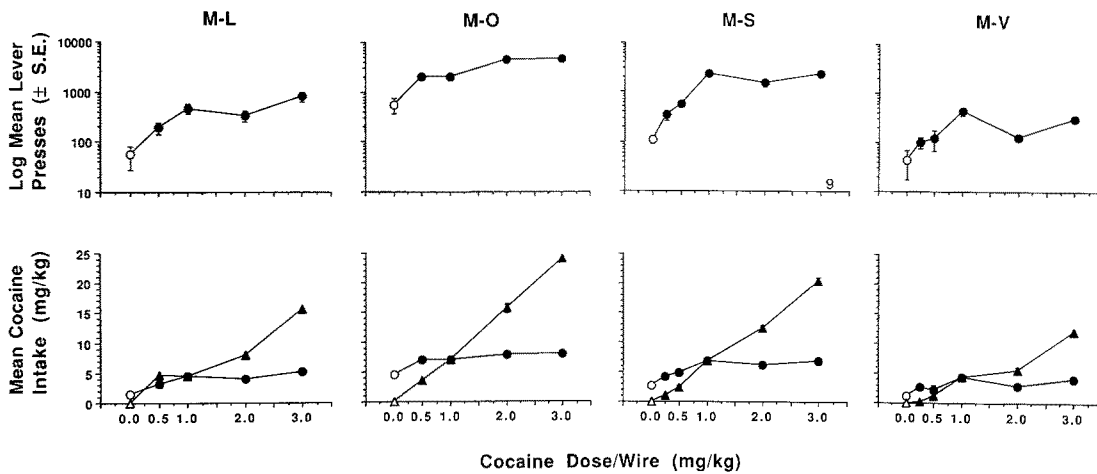 M-L M-O M-S M-V
Log Mean Lever
Presses (± S.E.)
10000
1000
100
10
9
Mean Cocaine
Intake (mg/kg)
25
20
15
10
5
0
0.0 0.5 1.0 2.0 3.0
0.0 0.5 1.0 2.0 3.0
0.0 0.5 1.0 2.0 3.0
0.0 0.5 1.0 2.0 3.0
Cocaine Dose/Wire (mg/kg)